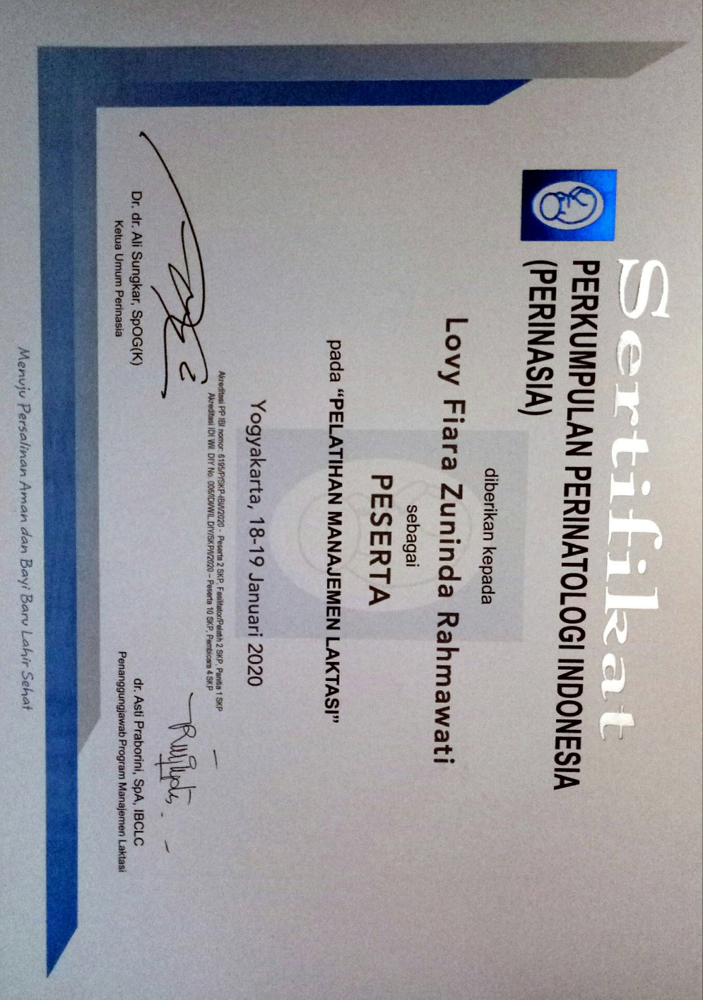 Sertifikat
PERKUMPULAN PERINATOLOGI INDONESIA
(PERINASIA)
diberikan kepada
Lovy Fiara Zuninda Rahmawati
sebagai
PESERTA
pada “PELATIHAN MANAJEMEN LAKTASI”
Yogyakarta, 18-19 Januari 2020
Akreditasi PP IBI nomor: 6195/P/SKP-IBI/I/2020 - Peserta 2 SKP, Fasilitator/Pelatih 2 SKP, Panitia 1 SKP
Akreditasi IDI Wil. DIY No. 006/IDI/WIL.DIY/SKP/I/2020 – Peserta 10 SKP, Pembicara 4 SKP
Dr. dr. Ali Sungkar, SpOG(K)
Ketua Umum Perinasia
dr. Asti Praborini, SpA, IBCLC
Penanggungjawab Program Manajemen Laktasi
Menuju Persalinan Aman dan Bayi Baru Lahir Sehat